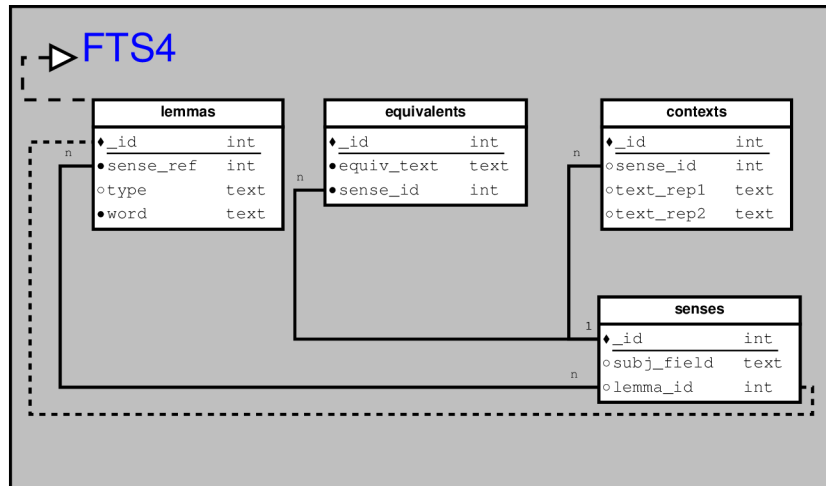 FTS4
lemmas
♦_id int
●sense_ref int
○type text
●word text
n
equivalents
♦_id int
●equiv_text text
●sense_id int
n
contexts
♦_id int
○sense_id int
○text_rep1 text
○text_rep2 text
n
senses
♦_id int
○subj_field text
○lemma_id int
1
n